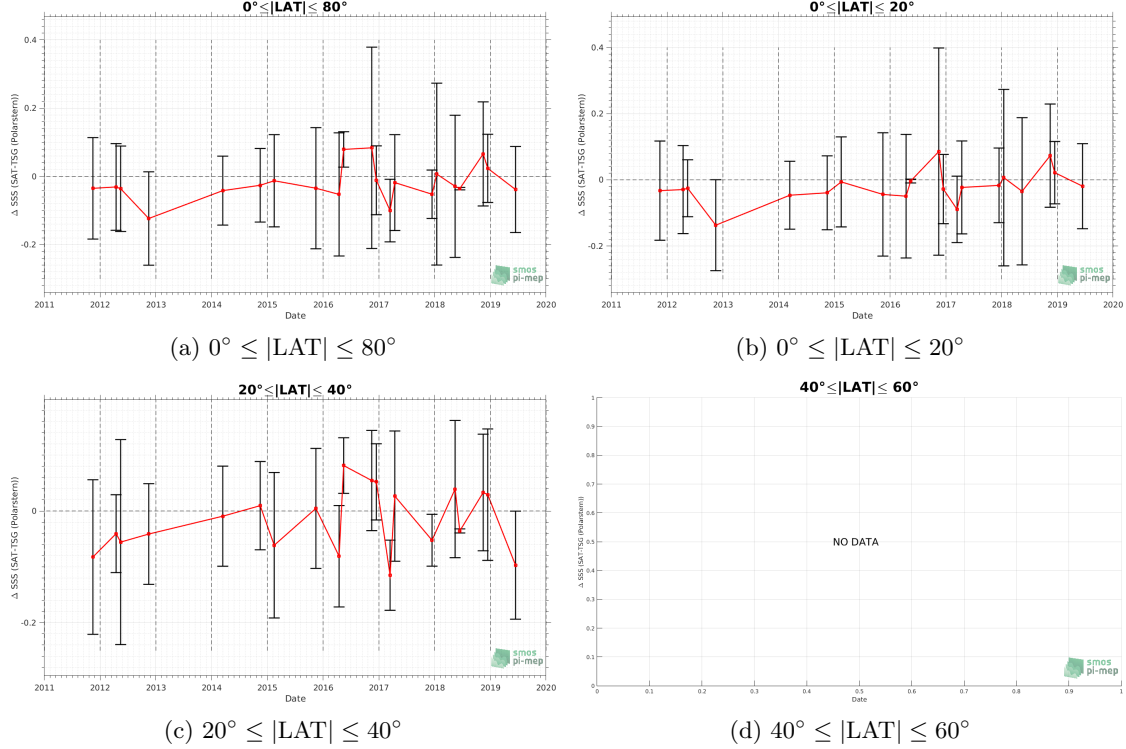 0°≤|LAT|≤ 80°
Δ SSS (SAT-TSG (Polarstern))
0.4
0.2
0
-0.2
2011 2012 2013 2014 2015 2016 2017 2018 2019 2020
Date
smos
pi-mep
(a) 0° ≤ |LAT| ≤ 80°
0°≤|LAT|≤ 20°
Δ SSS (SAT-TSG (Polarstern))
0.4
0.2
0
-0.2
2011 2012 2013 2014 2015 2016 2017 2018 2019 2020
Date
smos
pi-mep
(b) 0° ≤ |LAT| ≤ 20°
20°≤|LAT|≤ 40°
Δ SSS (SAT-TSG (Polarstern))
0
-0.2
2011 2012 2013 2014 2015 2016 2017 2018 2019 2020
Date
smos
pi-mep
(c) 20° ≤ |LAT| ≤ 40°
40°≤|LAT|≤ 60°
Δ SSS (SAT-TSG (Polarstern))
1
0.9
0.8
0.7
0.6
0.5
0.4
0.3
0.2
0.1
0
NO DATA
0 0.1 0.2 0.3 0.4 0.5 0.6 0.7 0.8 0.9 1
Date
smos
pi-mep
(d) 40° ≤ |LAT| ≤ 60°